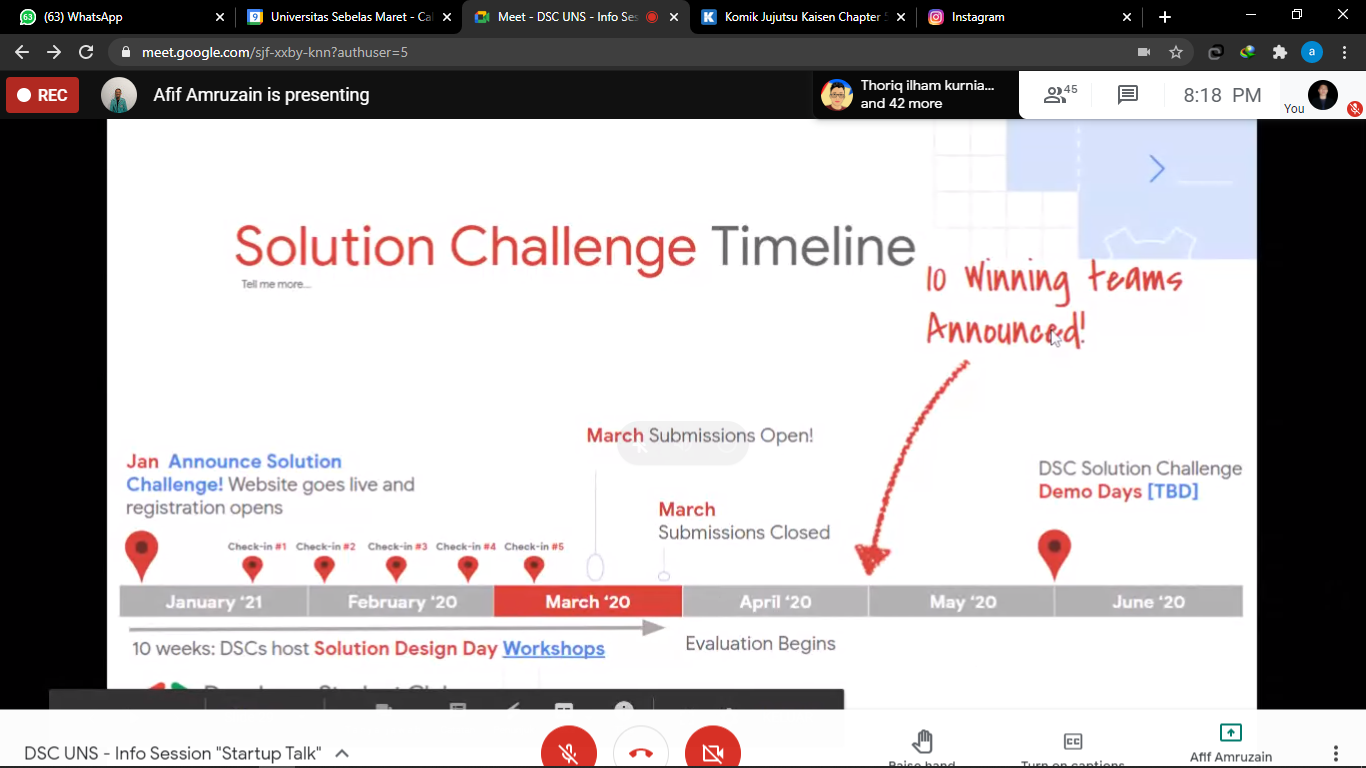 (63) WhatsApp
Universitas Sebelas Maret - Cal
Meet - DSC UNS - Info Ses
Komik Jujutsu Kaisen Chapter 5
Instagram
meet.google.com/sjf-xxby-knn?authuser=5
REC
Afif Amruzain is presenting
Thoriq ilham kurnia...
and 42 more
45
8:18 PM
You
Solution Challenge Timeline
Tell me more...
10 Winning teams
Announced!
March Submissions Open!
Jan Announce Solution
Challenge! Website goes live and
registration opens
March
Submissions Closed
DSC Solution Challenge
Demo Days [TBD]
Check-in #1
Check-in #2
Check-in #3
Check-in #4
Check-in #5
January ‘21
February ‘20
March ‘20
April ‘20
May ‘20
June ‘20
10 weeks: DSCs host Solution Design Day Workshops
Evaluation Begins
DSC UNS - Info Session "Startup Talk"
Raise hand
Turn on captions
Afif Amruzain